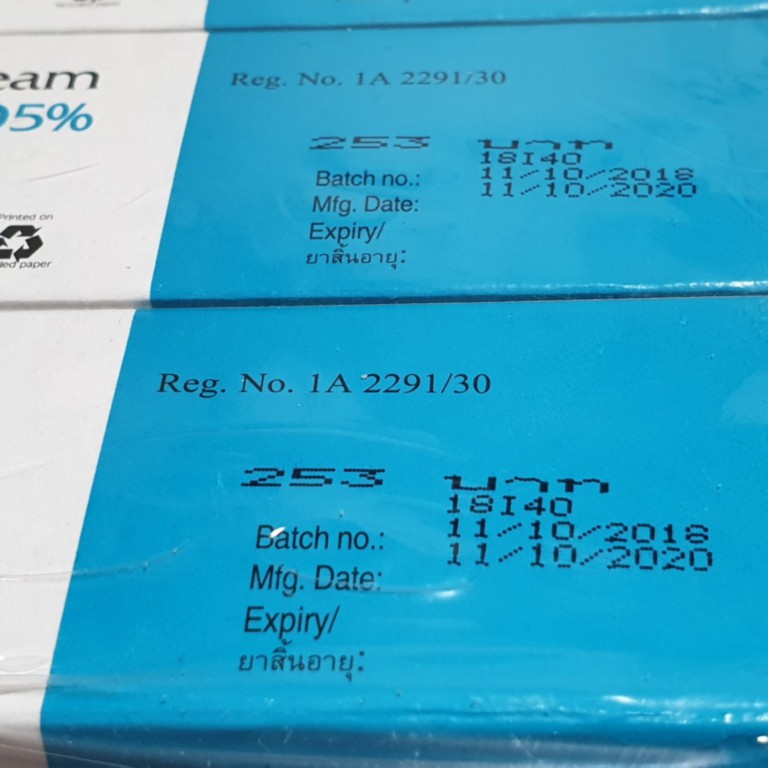 eam
05%
Printed on
led paper
Reg. No. 1A 2291/30
253 บาท
18I40
Batch no.: 11/10/2018
Mfg. Date: 11/10/2020
Expiry/
ยาสิ้นอายุ:
Reg. No. 1A 2291/30
253 บาท
18I40
Batch no.: 11/10/2018
Mfg. Date: 11/10/2020
Expiry/
ยาสิ้นอายุ: